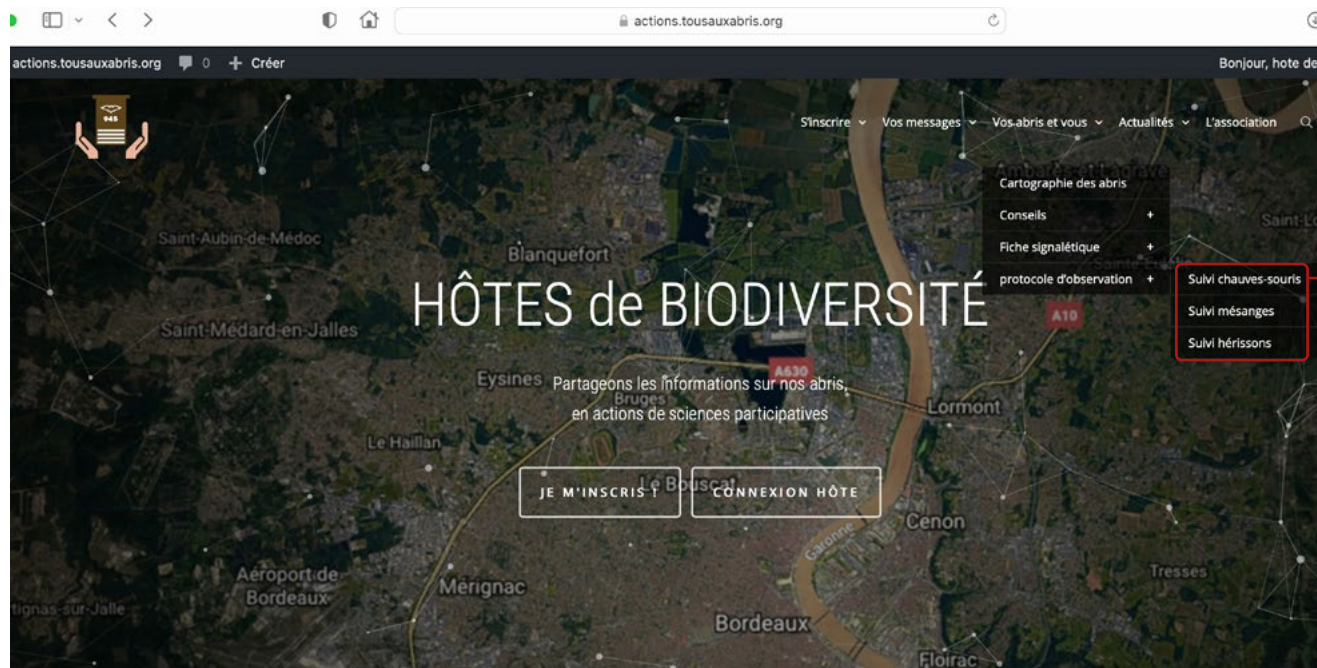 actions.tousauxabris.org
actions.tousauxabris.org 0 + Créer
Bonjour, hote de
945
S'inscrire Vos messages Vos abris et vous Actualités L'association
Cartographie des abris
Conseils +
Fiche signalétique +
protocole d'observation +
Suivi chauves-souris
Suivi mésanges
Suivi hérissons
Saint-Aubin-de-Médoc
Blanquefort
HÔTES de BIODIVERSITÉ
A10
Saint-Médard-en-Jalles
A630
Eysines
Partageons les informations sur nos abris,
Bruges
en actions de sciences participatives
Lormont
Le Haillan
JE M'INSCRIS !
Le Bouscat
CONNEXION HÔTE
Cenon
Garonne
Aéroport de
Bordeaux
Mérignac
Tresses
tignas-sur-Jalle
Bordeaux
Floirac